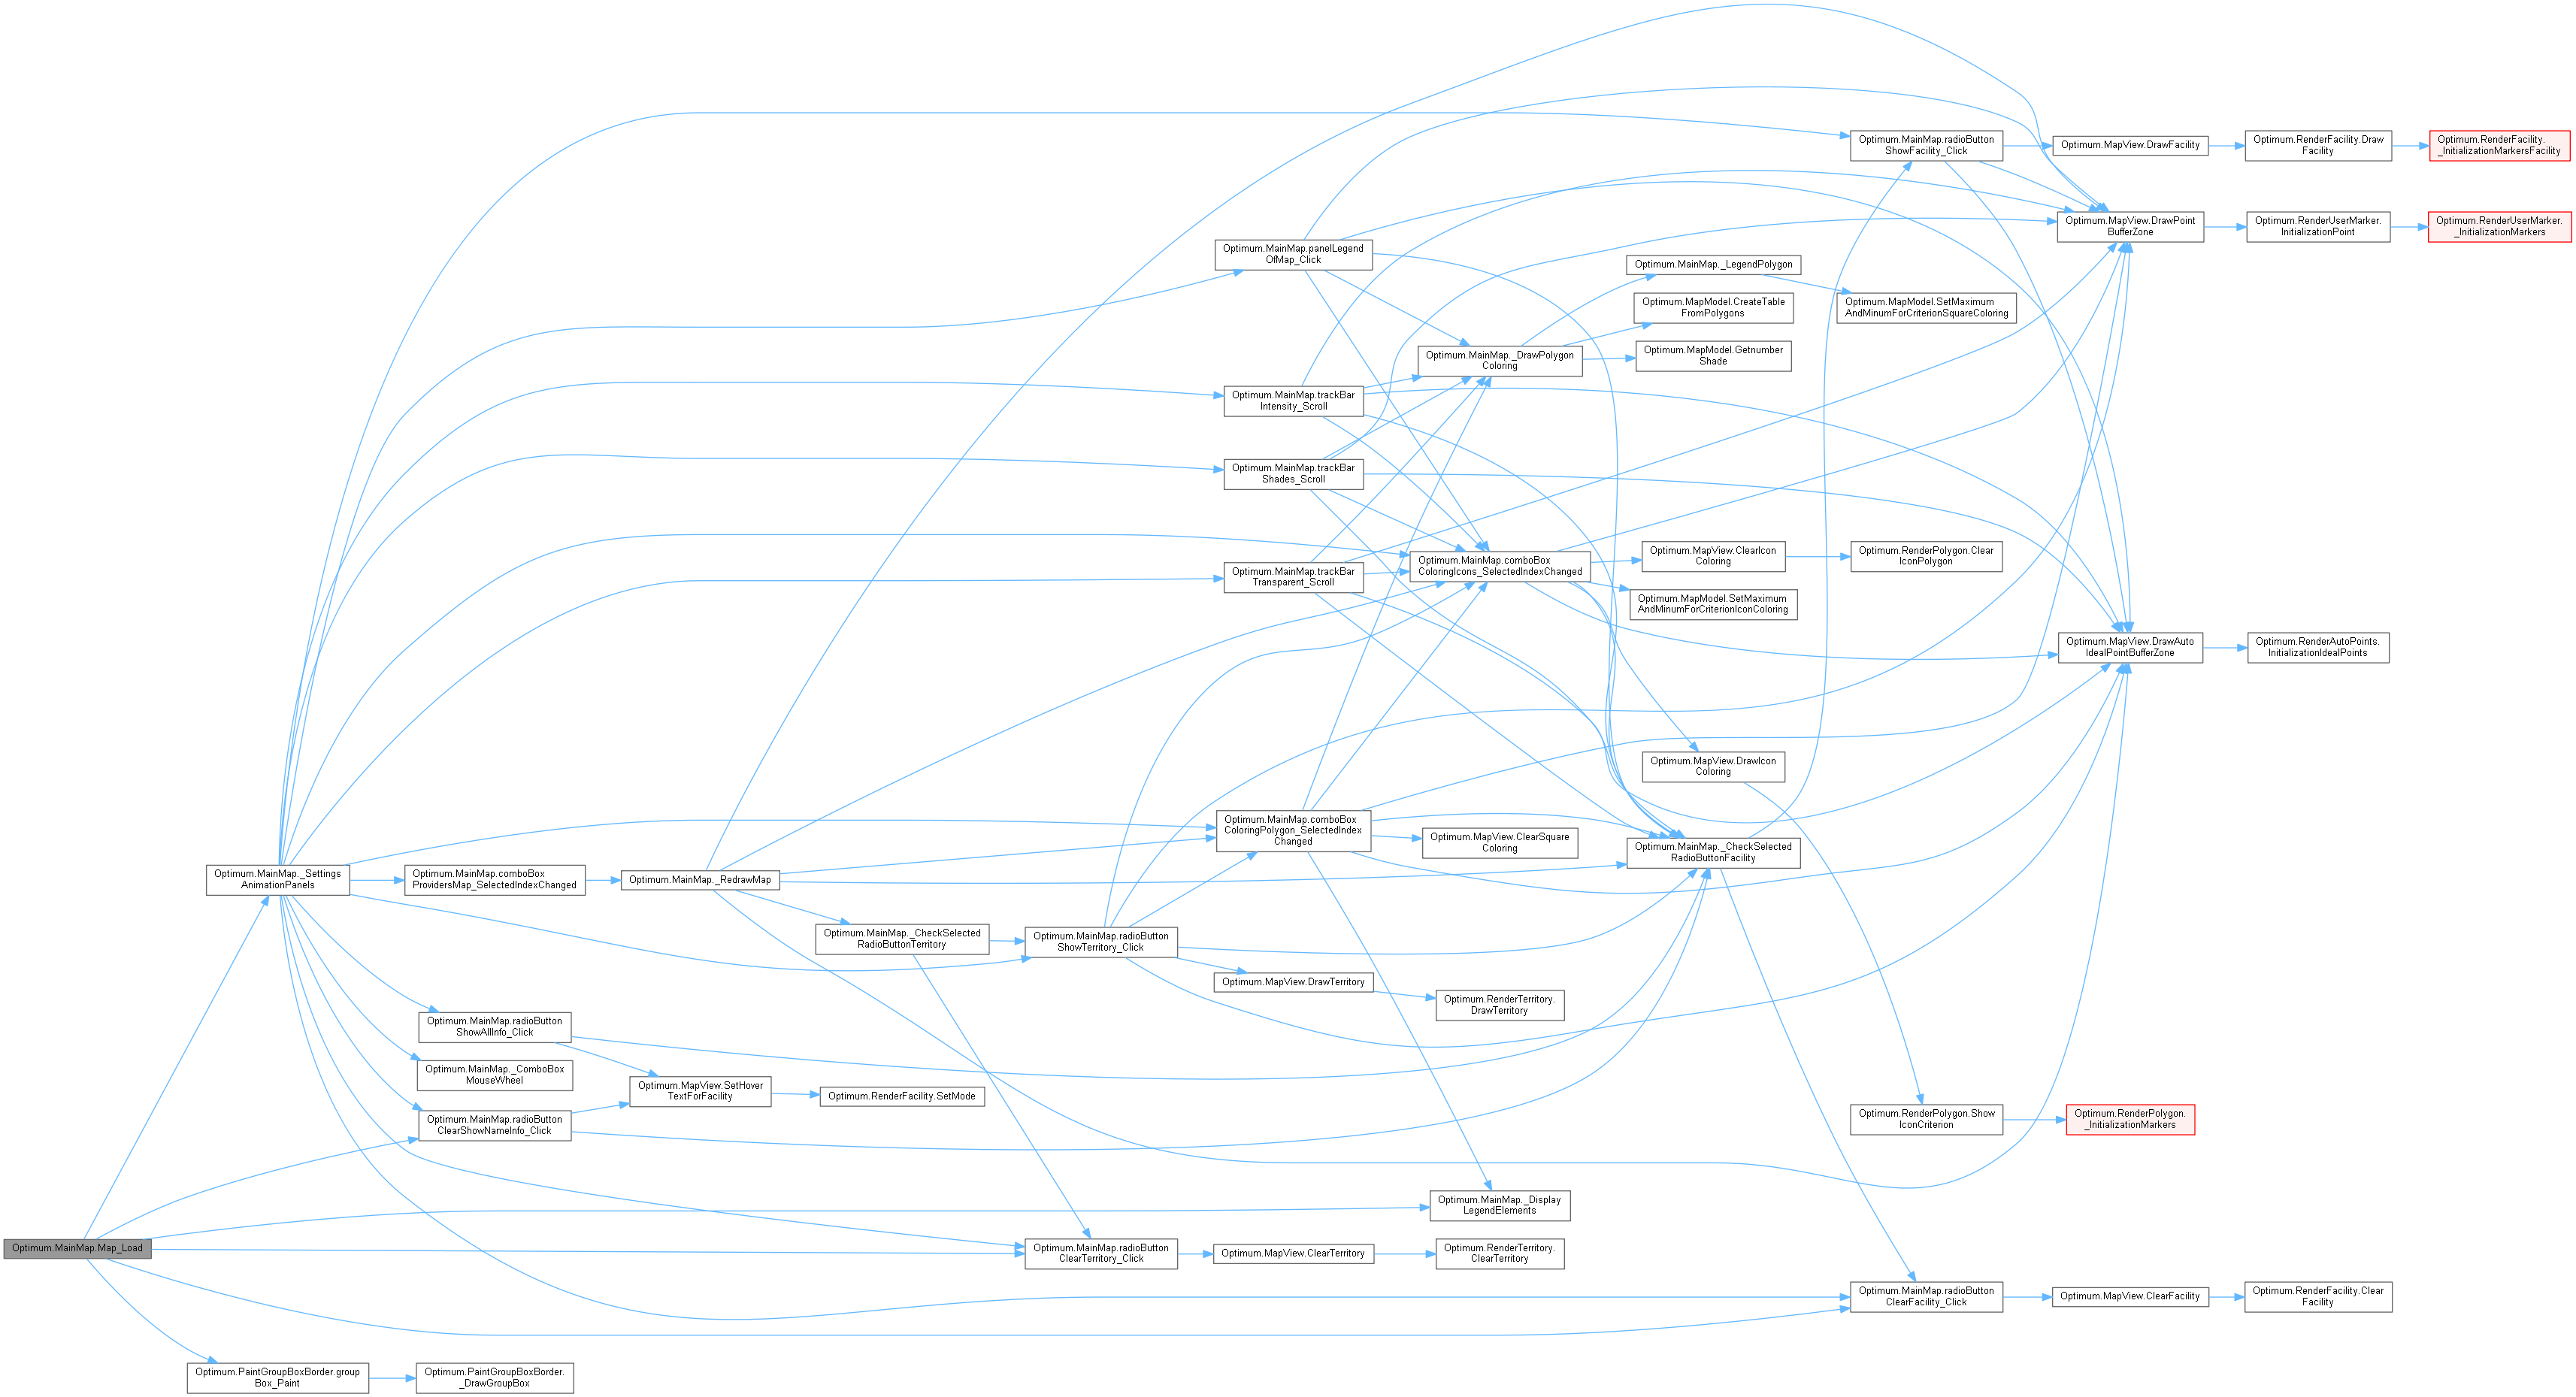 Optimum.MainMap.Map_Load
Optimum.MainMap._Settings
AnimationPanels
Optimum.PaintGroupBoxBorder.group
Box_Paint
Optimum.MainMap.comboBox
ProvidersMap_SelectedIndexChanged
Optimum.MainMap.radioButton
ShowAllInfo_Click
Optimum.MainMap._ComboBox
MouseWheel
Optimum.MainMap.radioButton
ClearShowNameInfo_Click
Optimum.PaintGroupBoxBorder.
_DrawGroupBox
Optimum.MainMap._RedrawMap
Optimum.MapView.SetHover
TextForFacility
Optimum.MainMap._CheckSelected
RadioButtonTerritory
Optimum.RenderFacility.SetMode
Optimum.MainMap.radioButton
ShowTerritory_Click
Optimum.MainMap.radioButton
ClearTerritory_Click
Optimum.MainMap.panelLegend
OfMap_Click
Optimum.MainMap.trackBar
Intensity_Scroll
Optimum.MainMap.trackBar
Shades_Scroll
Optimum.MainMap.trackBar
Transparent_Scroll
Optimum.MainMap.comboBox
ColoringPolygon_SelectedIndex
Changed
Optimum.MapView.DrawTerritory
Optimum.MapView.ClearTerritory
Optimum.MainMap._DrawPolygon
Coloring
Optimum.MainMap.comboBox
ColoringIcons_SelectedIndexChanged
Optimum.MapView.ClearSquare
Coloring
Optimum.RenderTerritory.
DrawTerritory
Optimum.MainMap._Display
LegendElements
Optimum.RenderTerritory.
ClearTerritory
Optimum.MainMap._LegendPolygon
Optimum.MapModel.CreateTable
FromPolygons
Optimum.MapModel.Getnumber
Shade
Optimum.MapView.ClearIcon
Coloring
Optimum.MapModel.SetMaximum
AndMinumForCriterionIconColoring
Optimum.MapView.DrawIcon
Coloring
Optimum.MainMap._CheckSelected
RadioButtonFacility
Optimum.MainMap.radioButton
ShowFacility_Click
Optimum.MapModel.SetMaximum
AndMinumForCriterionSquareColoring
Optimum.RenderPolygon.Clear
IconPolygon
Optimum.RenderPolygon.Show
IconCriterion
Optimum.MainMap.radioButton
ClearFacility_Click
Optimum.MapView.DrawFacility
Optimum.MapView.DrawPoint
BufferZone
Optimum.MapView.DrawAuto
IdealPointBufferZone
Optimum.RenderPolygon.
_InitializationMarkers
Optimum.MapView.ClearFacility
Optimum.RenderFacility.Draw
Facility
Optimum.RenderUserMarker.
InitializationPoint
Optimum.RenderAutoPoints.
InitializationIdealPoints
Optimum.RenderFacility.Clear
Facility
Optimum.RenderFacility.
_InitializationMarkersFacility
Optimum.RenderUserMarker.
_InitializationMarkers